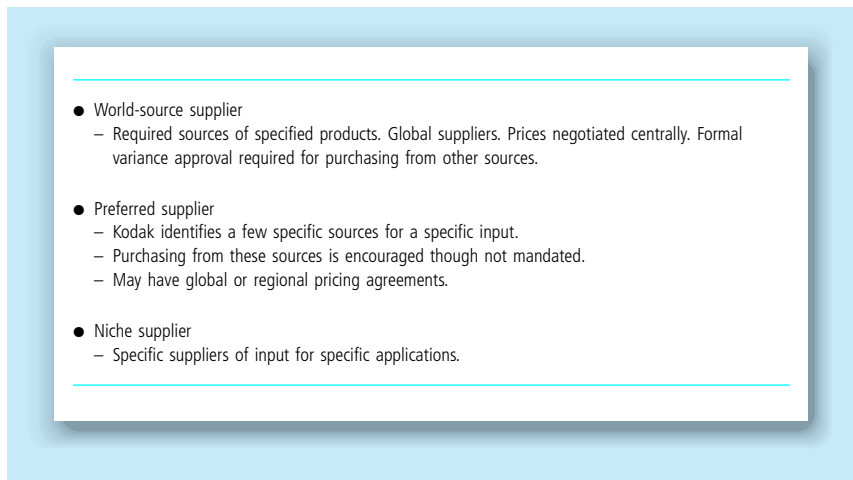 ● World-source supplier
– Required sources of specified products. Global suppliers. Prices negotiated centrally. Formal
variance approval required for purchasing from other sources.
● Preferred supplier
– Kodak identifies a few specific sources for a specific input.
– Purchasing from these sources is encouraged though not mandated.
– May have global or regional pricing agreements.
● Niche supplier
– Specific suppliers of input for specific applications.